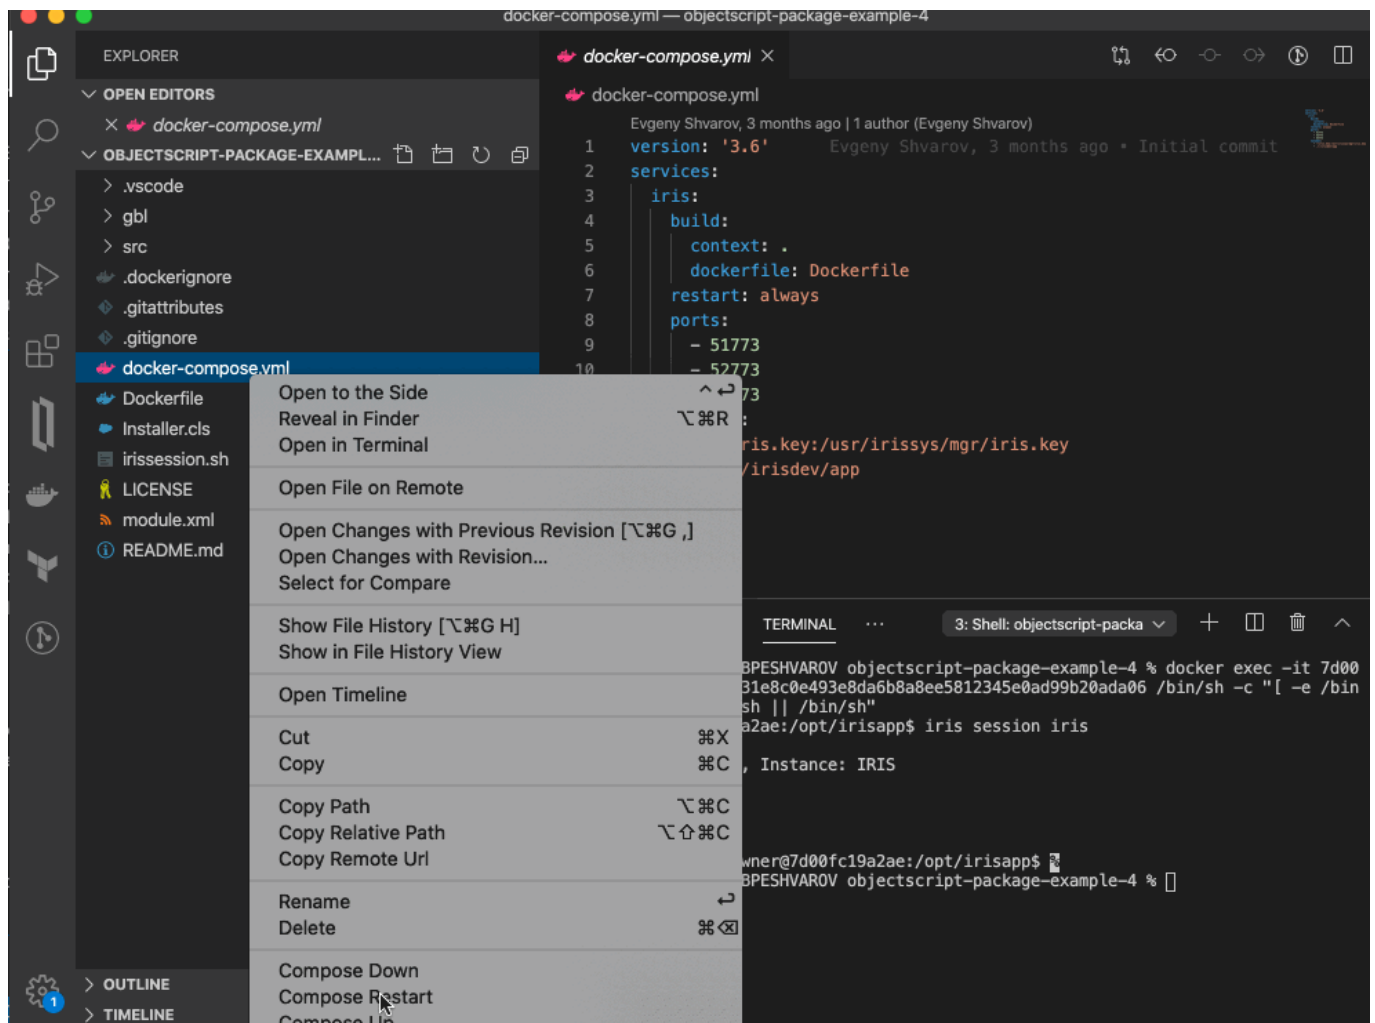 docker-compose.yml — objectscript-package-example-4
EXPLORER
OPEN EDITORS
docker-compose.yml
OBJECTSCRIPT-PACKAGE-EXAMPL...
.vscode
gbl
src
.dockerignore
.gitattributes
.gitignore
docker-compose.yml
Dockerfile
Installer.cls
irissession.sh
LICENSE
module.xml
README.md
OUTLINE
TIMELINE
1
docker-compose.yml
docker-compose.yml
Evgeny Shvarov, 3 months ago | 1 author (Evgeny Shvarov)
1 version: '3.6' Evgeny Shvarov, 3 months ago • Initial commit
2 services:
3 iris:
4 build:
5 context: .
6 dockerfile: Dockerfile
7 restart: always
8 ports:
9 - 51773
10 - 52773
73
:
ris.key:/usr/irissys/mgr/iris.key
/irisdev/app
Open to the Side ^ ↩
Reveal in Finder ⌥⌘R
Open in Terminal
Open File on Remote
Open Changes with Previous Revision [⌥⌘G ,]
Open Changes with Revision...
Select for Compare
Show File History [⌥⌘G H]
Show in File History View
Open Timeline
Cut ⌘X
Copy ⌘C
Copy Path ⌥⌘C
Copy Relative Path ⌥⇧⌘C
Copy Remote Url
Rename ↩
Delete ⌘⌫
Compose Down
Compose Restart
Compose Up
TERMINAL ··· 3: Shell: objectscript-packa
BPESHVAROV objectscript-package-example-4 % docker exec -it 7d00
31e8c0e493e8da6b8a8ee5812345e0ad99b20ada06 /bin/sh -c "[ -e /bin
sh || /bin/sh"
a2ae:/opt/irisapp$ iris session iris
, Instance: IRIS
wner@7d00fc19a2ae:/opt/irisapp$ %
BPESHVAROV objectscript-package-example-4 %